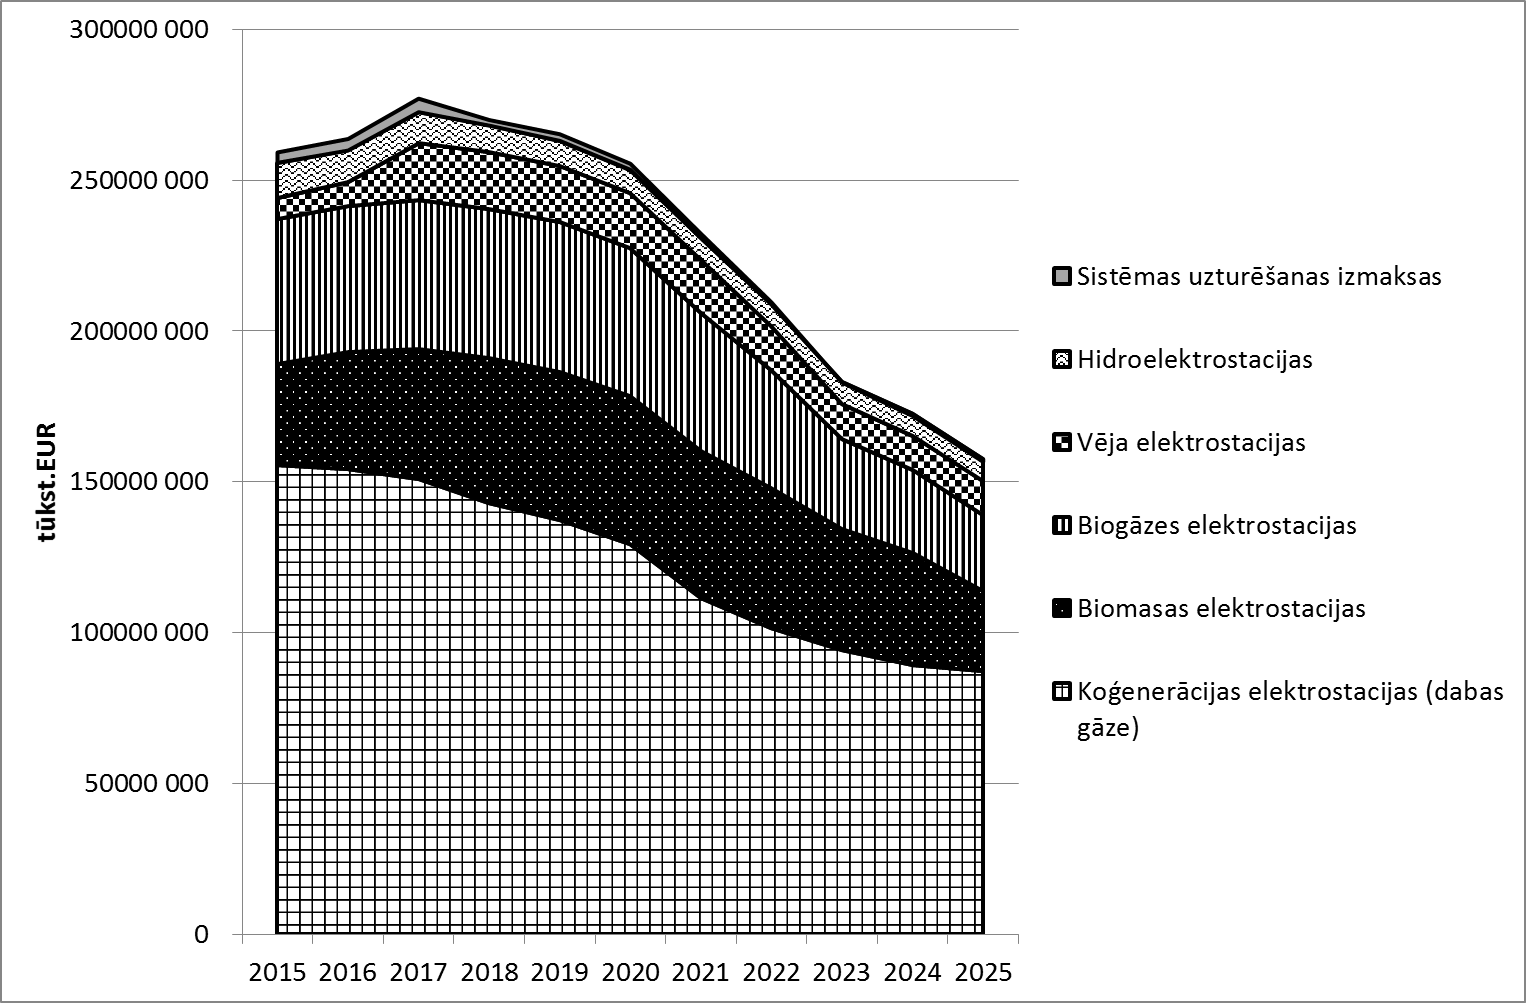 300000 000
250000 000
200000 000
150000 000
100000 000
50000 000
0
tūkst.EUR
2015 2016 2017 2018 2019 2020 2021 2022 2023 2024 2025
Sistēmas uzturēšanas izmaksas
Hidroelektrostacijas
Vēja elektrostacijas
Biogāzes elektrostacijas
Biomasas elektrostacijas
Koģenerācijas elektrostacijas (dabas
gāze)